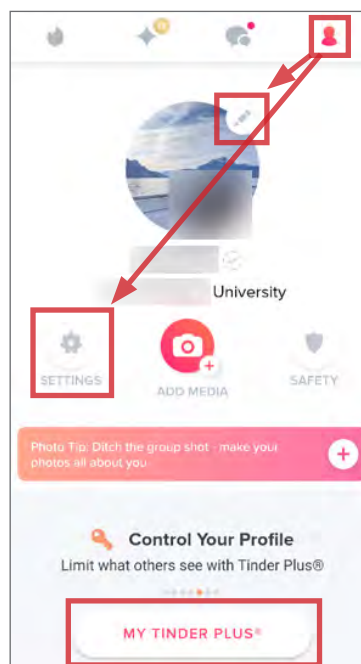 University
SETTINGS
ADD MEDIA
SAFETY
Photo Tip: Ditch the group shot - make your
photos all about you
Control Your Profile
Limit what others see with Tinder Plus®
MY TINDER PLUS®